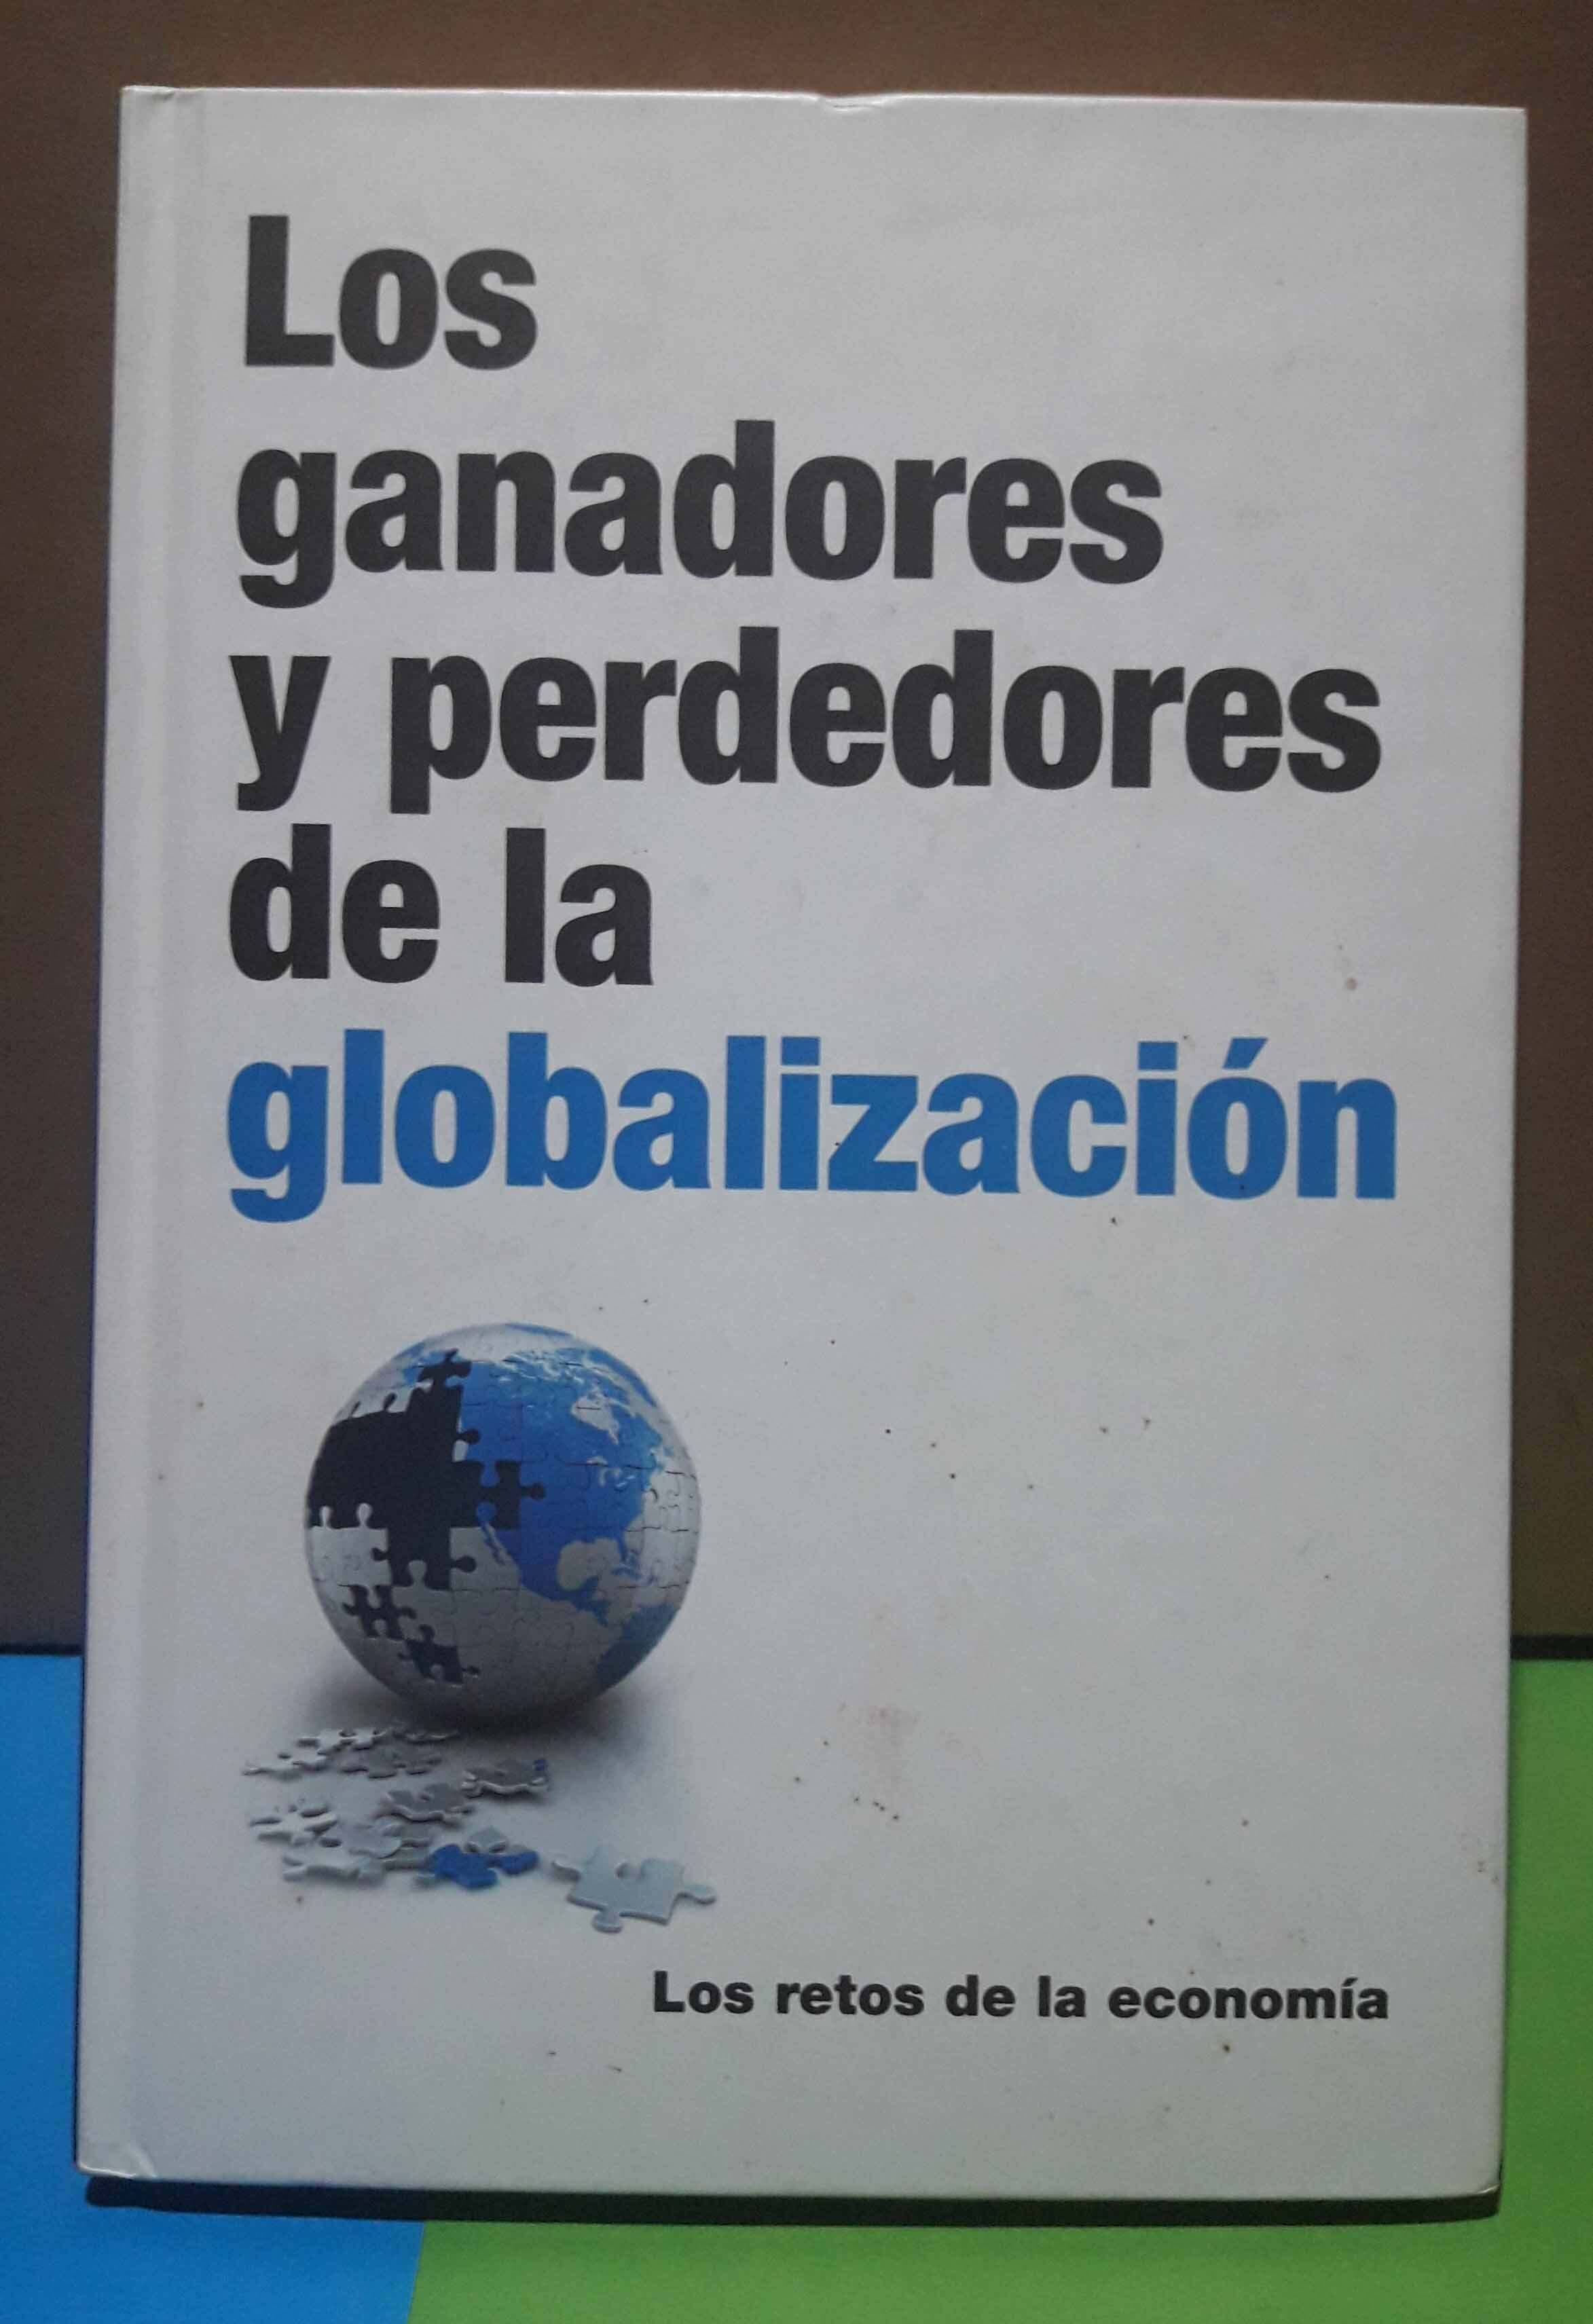 Los
ganadores
y perdedores
de la
globalización
Los retos de la economía